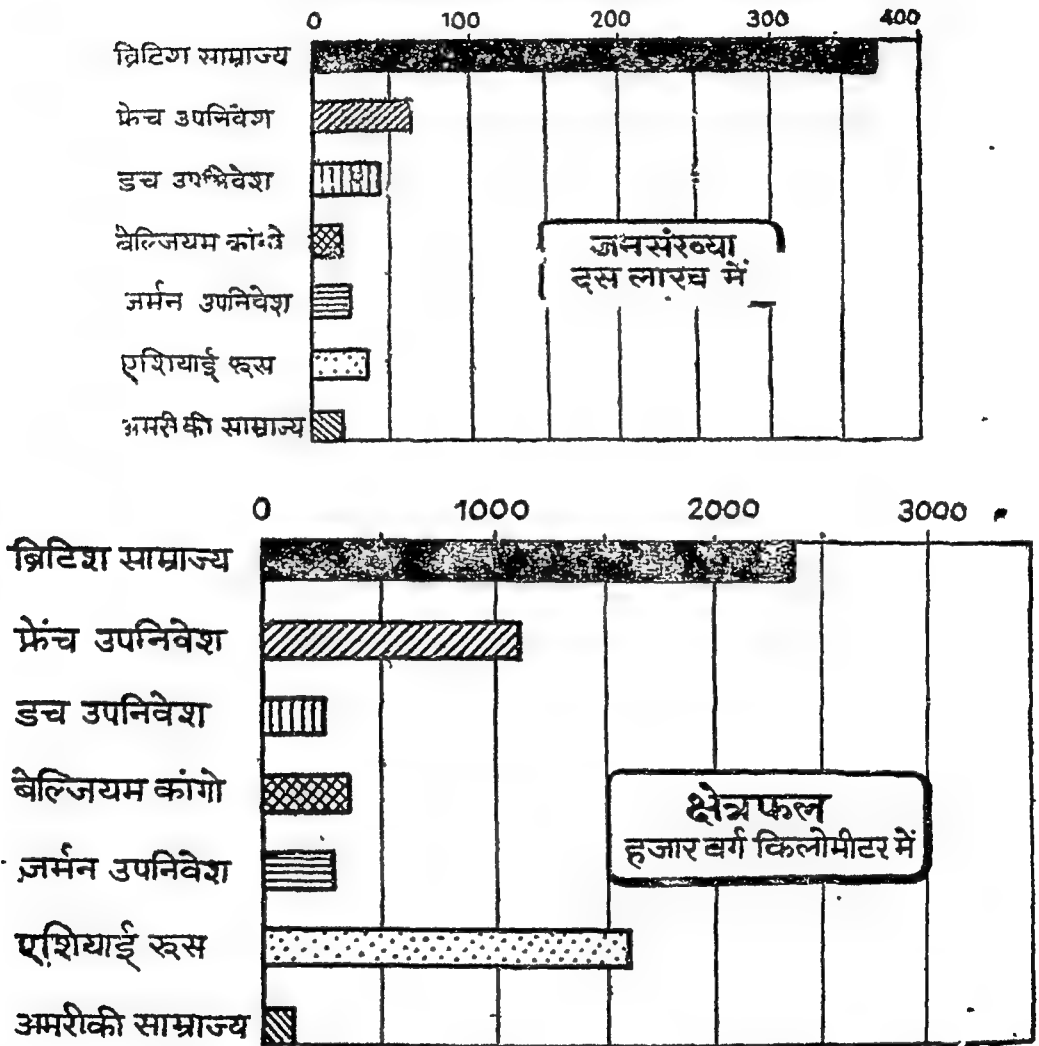 0 100 200 300 400
ब्रिटिश साम्राज्य
फ्रेंच उपनिवेश
डच उपनिवेश
बेल्जियम कांगो
जर्मन उपनिवेश
एशियाई रूस
अमरीकी साम्राज्य
जनसंख्या
दस लाख में
0 1000 2000 3000
ब्रिटिश साम्राज्य
फ्रेंच उपनिवेश
डच उपनिवेश
बेल्जियम कांगो
जर्मन उपनिवेश
एशियाई रूस
अमरीकी साम्राज्य
क्षेत्रफल
हजार वर्ग किलोमीटर में